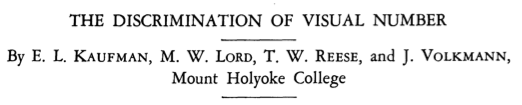 THE DISCRIMINATION OF VISUAL NUMBER
By E. L. KAUFMAN, M. W. LORD, T. W. REESE, and J. VOLKMANN,
Mount Holyoke College